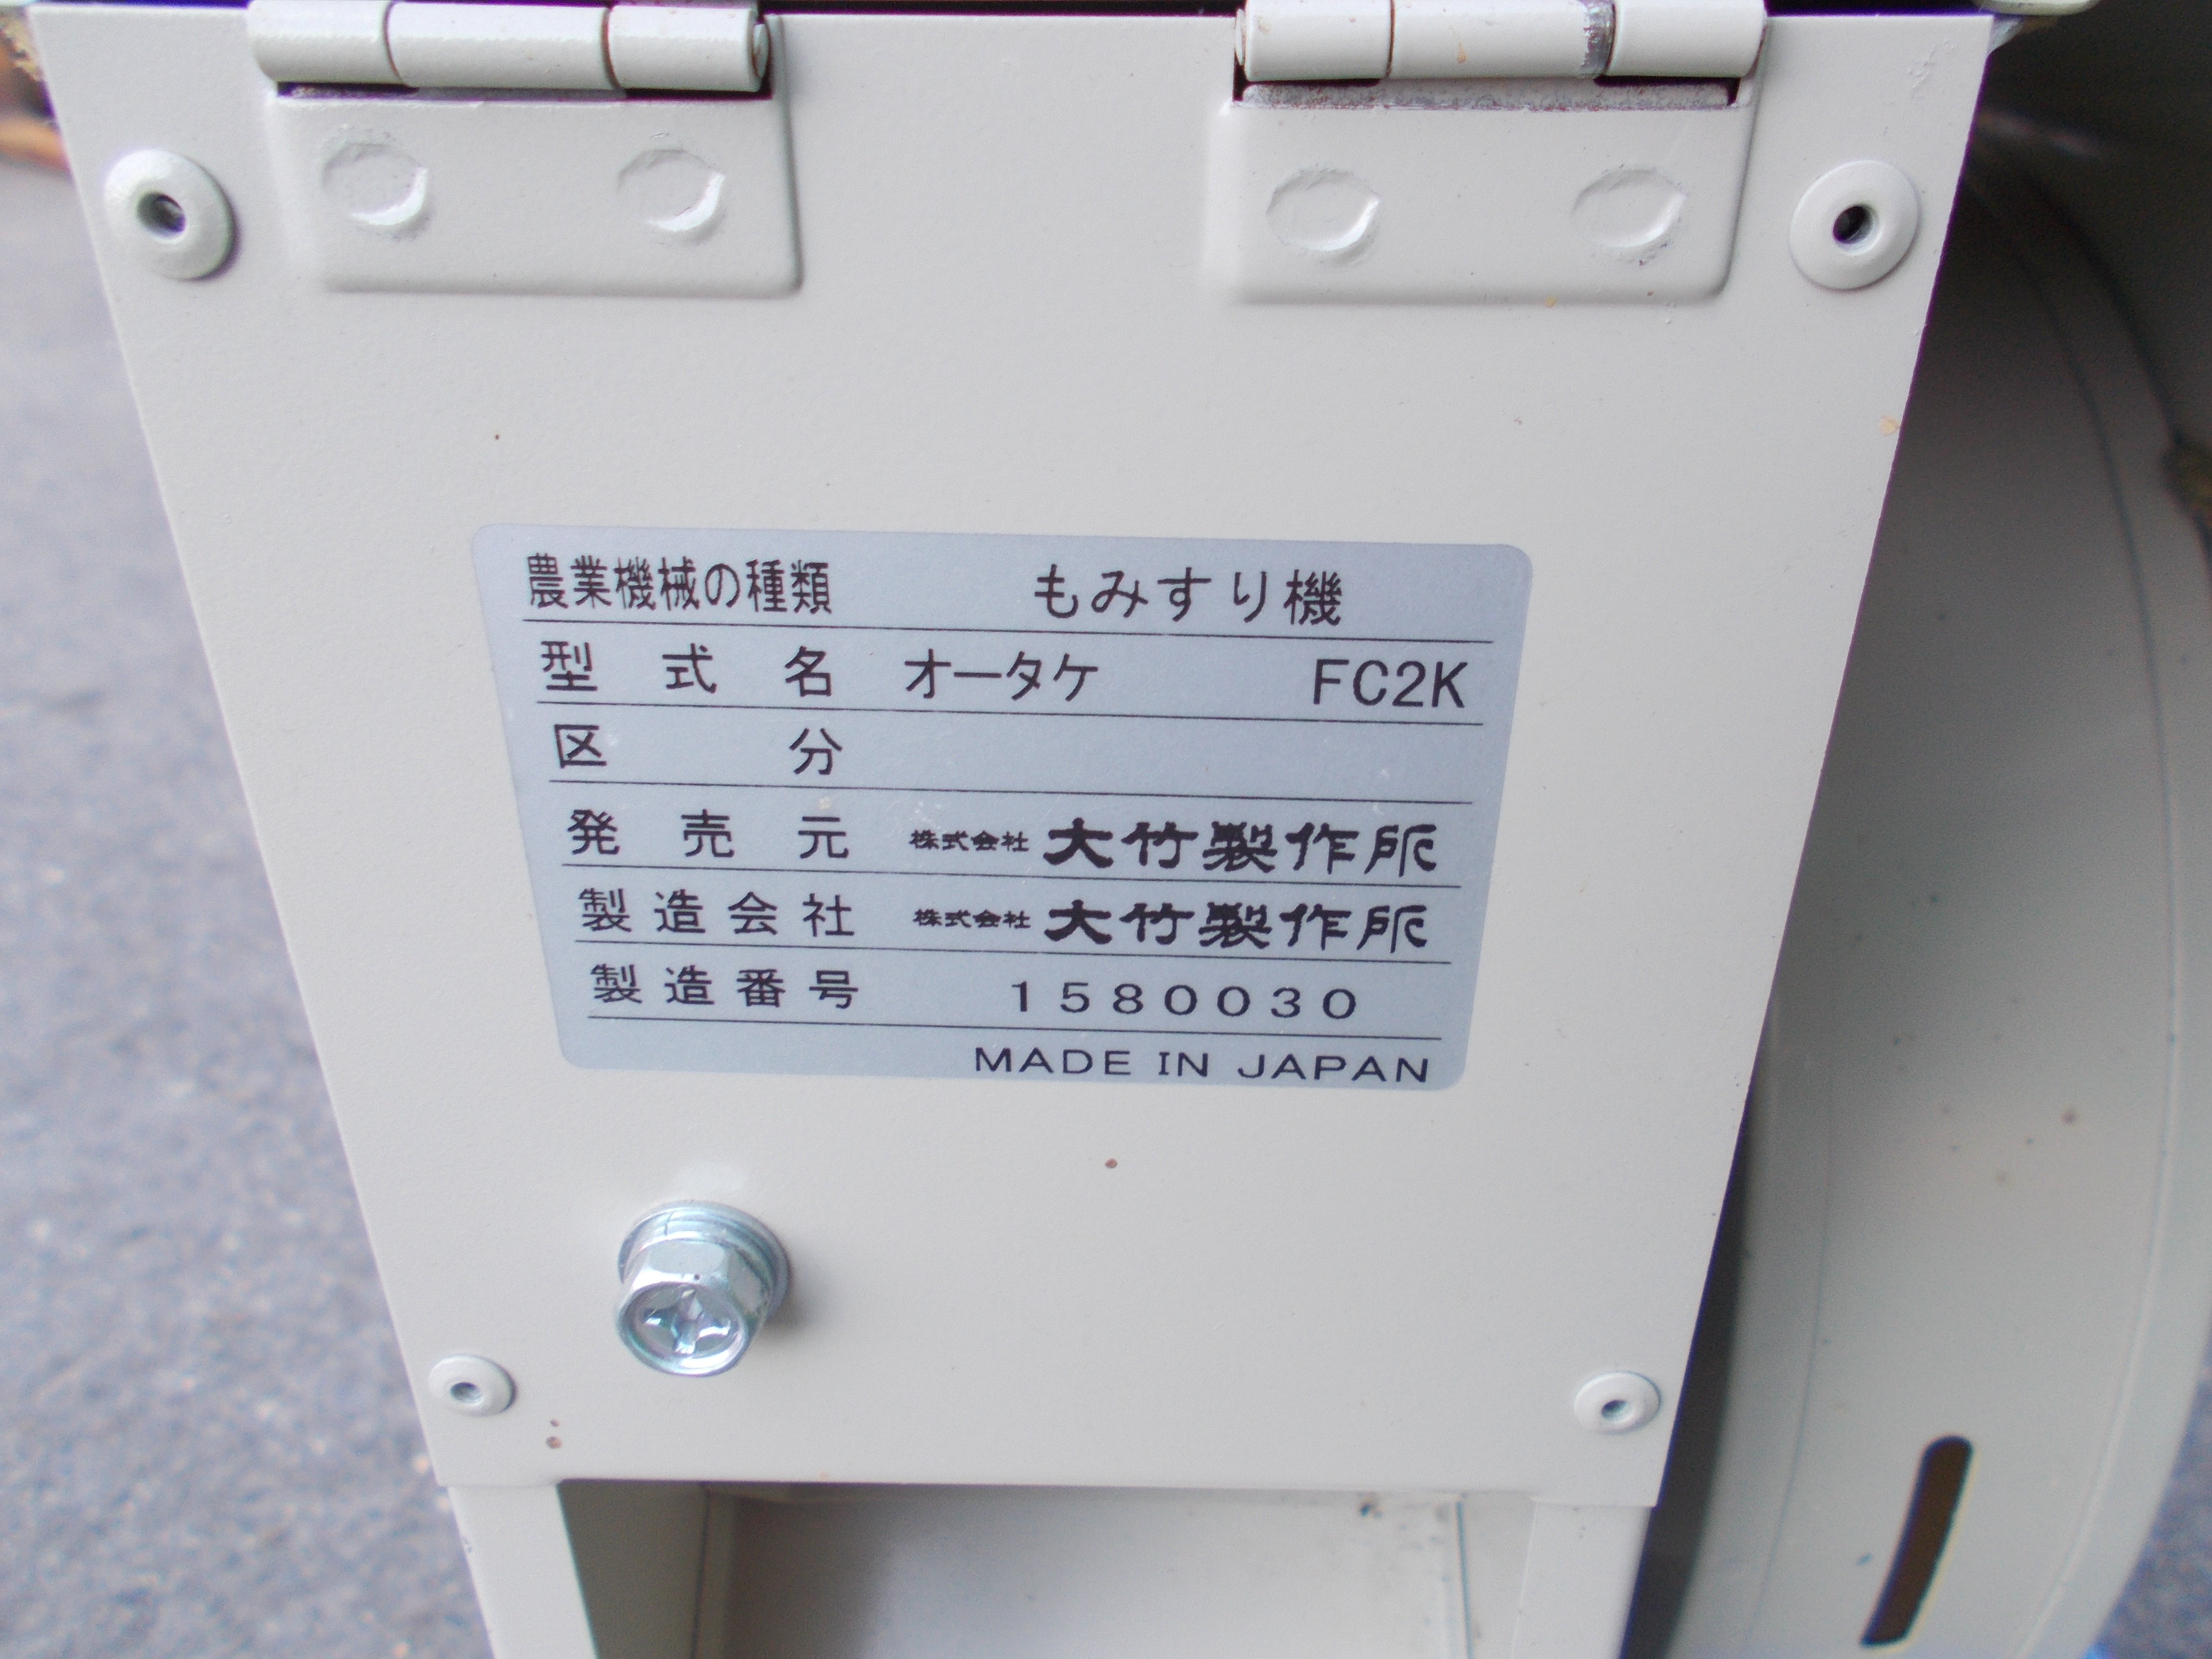 農業機械の種類 もみすり機
型式名 オータケ FC2K
区分
発売元 株式会社 大竹製作所
製造会社 株式会社 大竹製作所
製造番号 1580030
MADE IN JAPAN